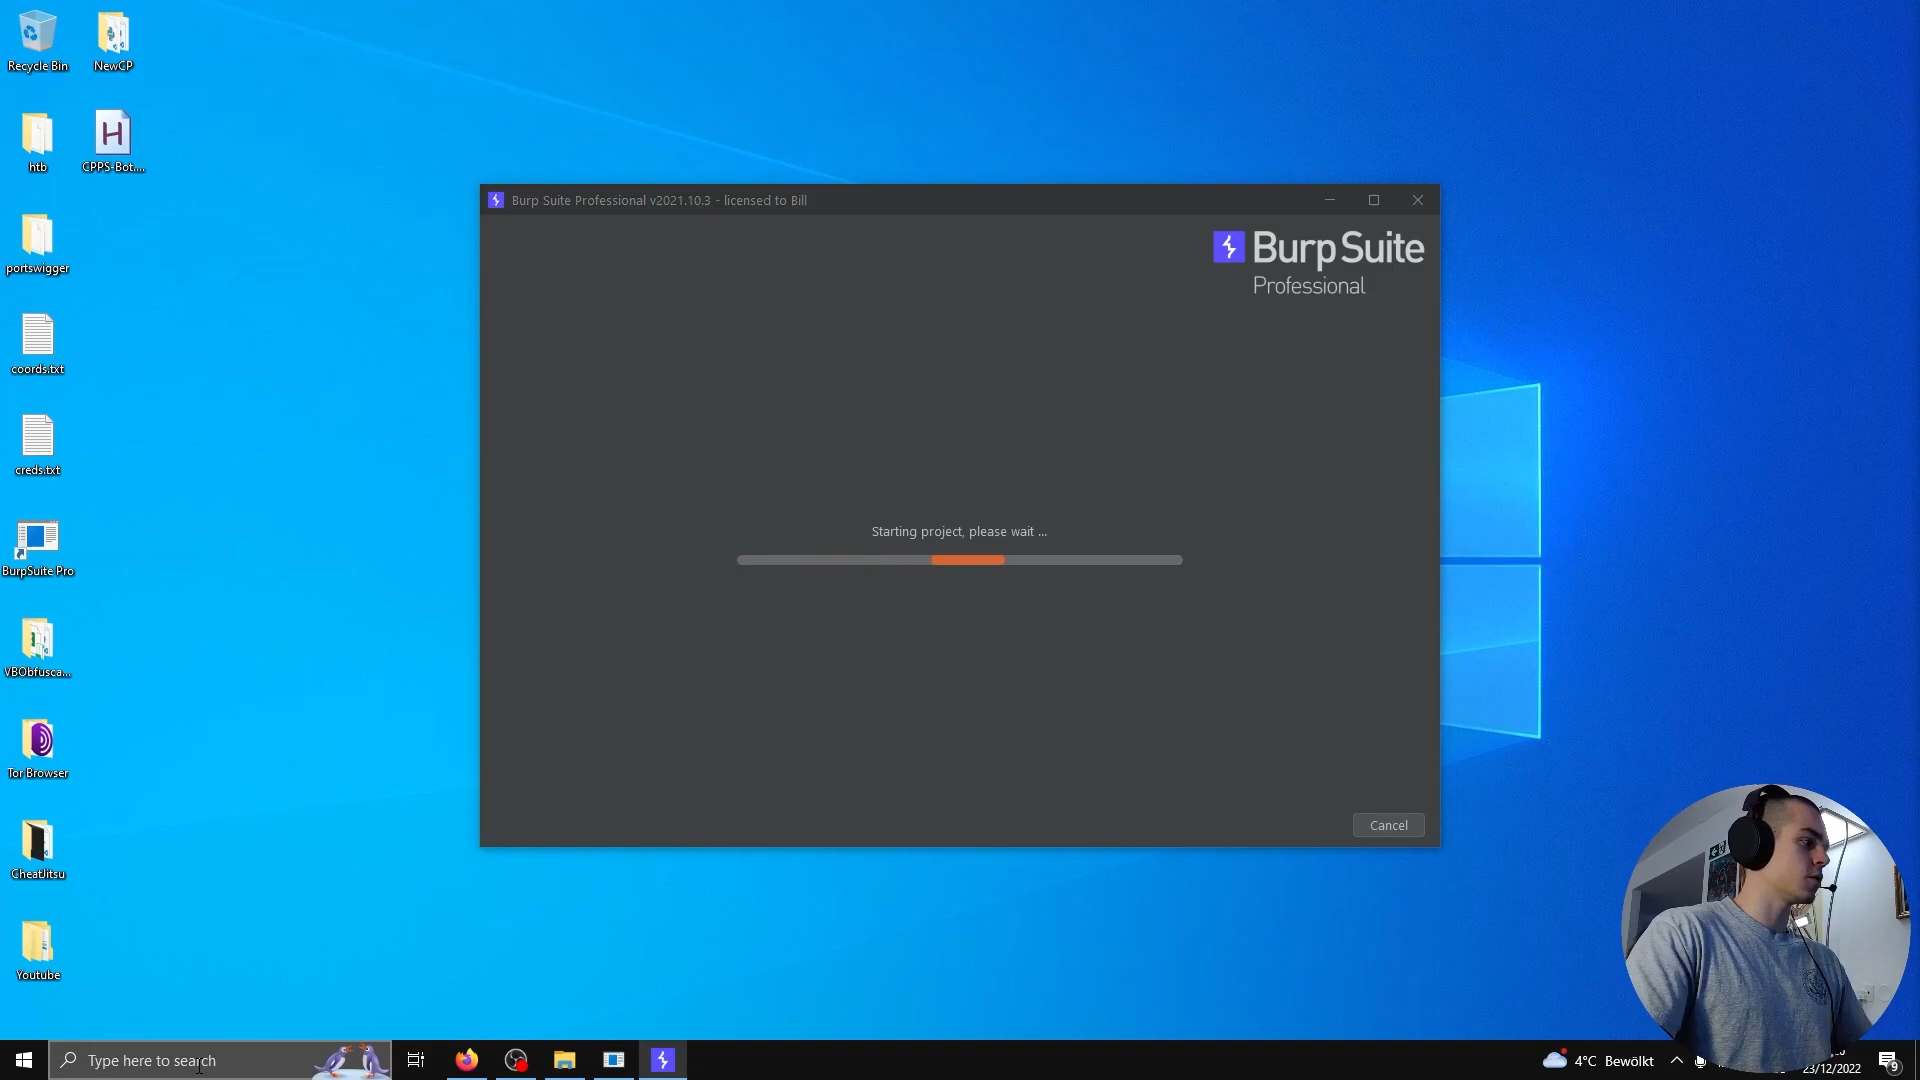 Recycle Bin
NewCP
htb
CPPS-Bot....
portswigger
coords.txt
creds.txt
BurpSuite Pro
VBObfusca...
Tor Browser
CheatJitsu
Youtube
Burp Suite Professional v2021.10.3 - licensed to Bill
Burp Suite
Professional
Starting project, please wait ...
Cancel
Type here to search
4°C Bewölkt
23/12/2022
9